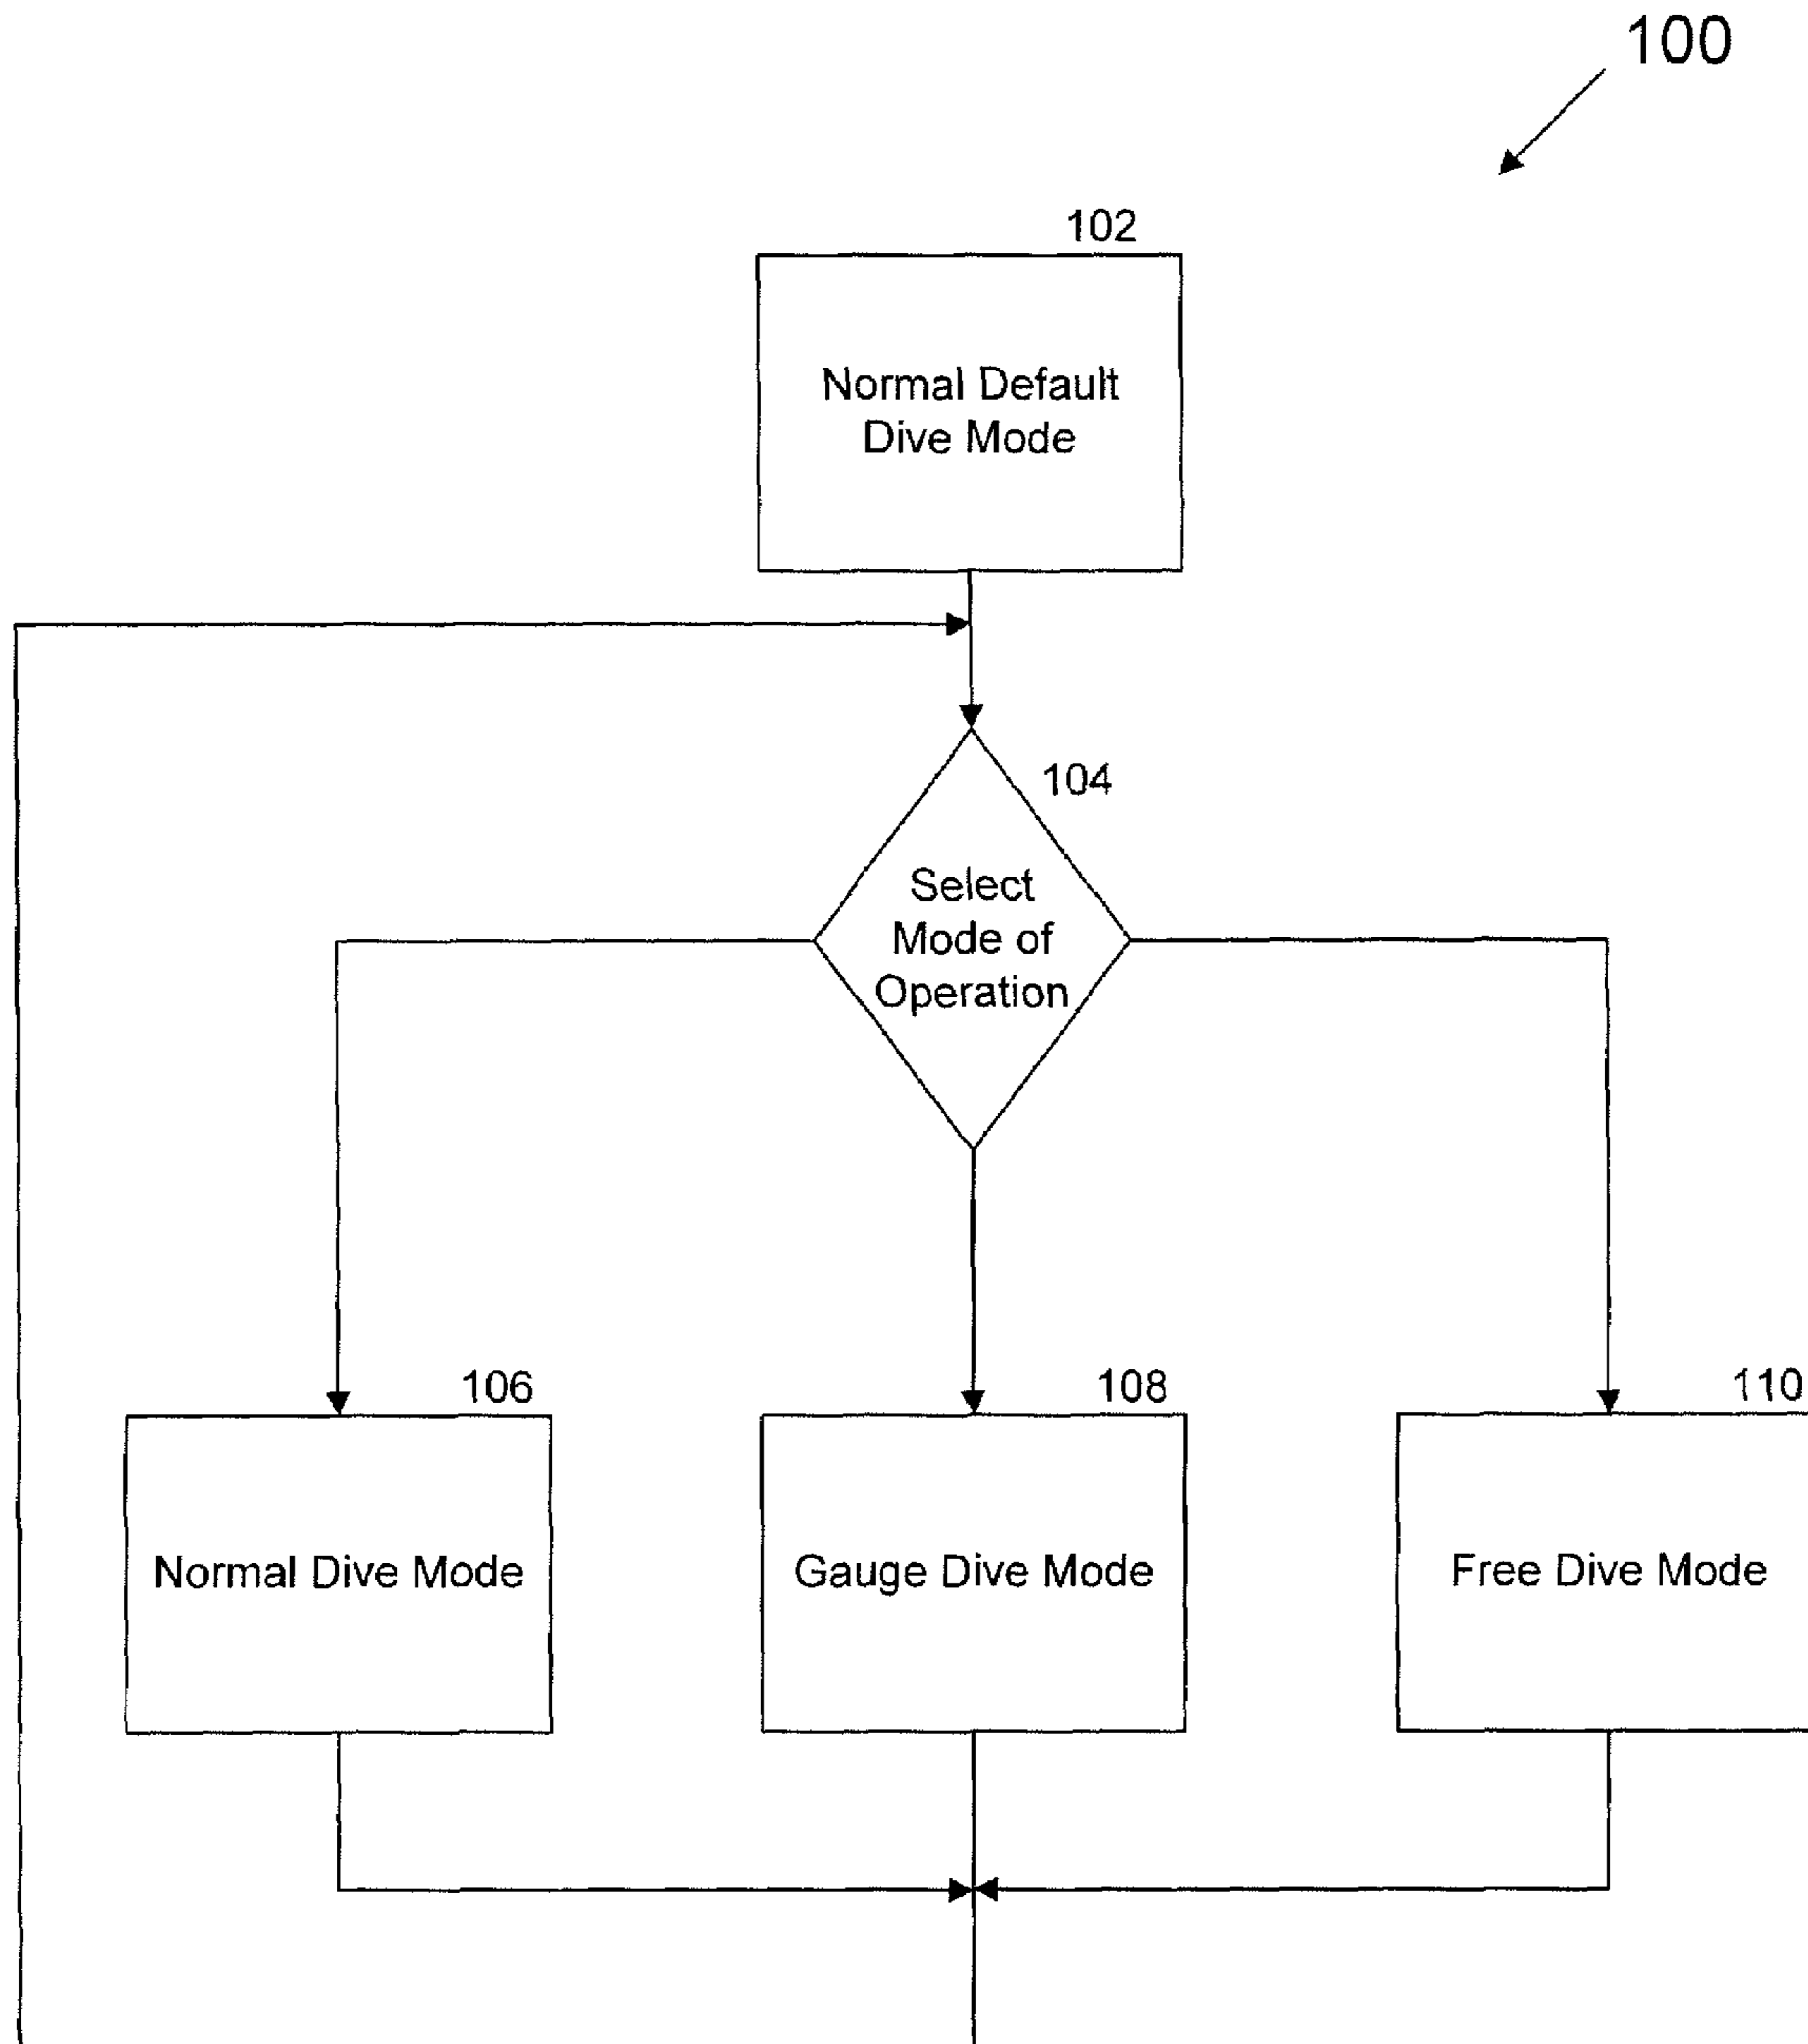 100
102
Normal Default
Dive Mode
104
Select
Mode of
Operation
106
108
110
Normal Dive Mode
Gauge Dive Mode
Free Dive Mode